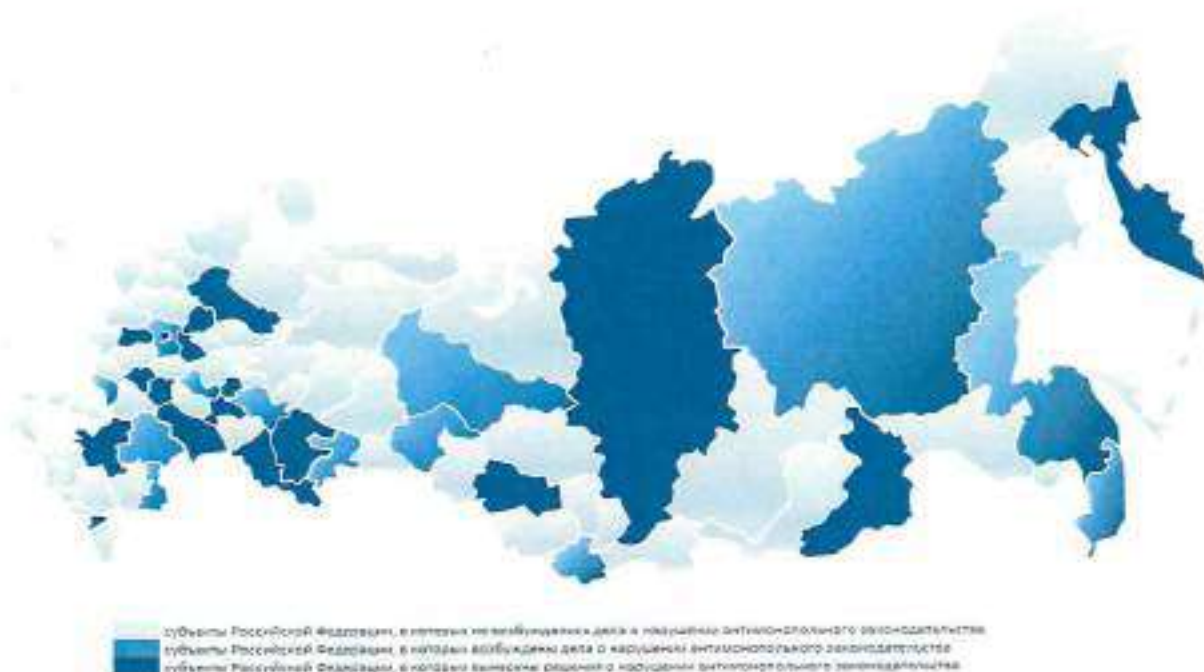 субъекты Российской Федерации, в которых не возбуждались дела о нарушении антимонопольного законодательства
субъекты Российской Федерации, в которых возбуждены дела о нарушении антимонопольного законодательства
субъекты Российской Федерации, в которых вынесены решения о нарушении антимонопольного законодательства